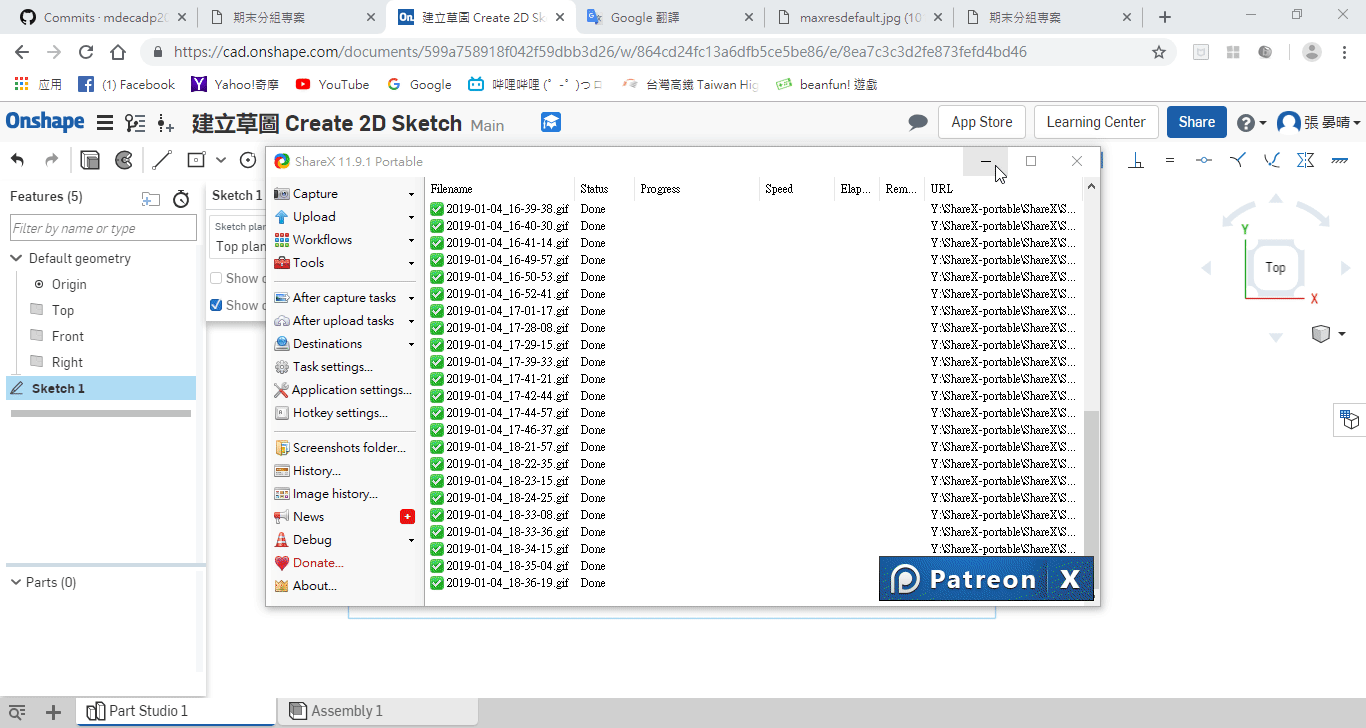 Commits · mdecadp20
期末分組專案
建立草圖 Create 2D Sk
Google 翻譯
maxresdefault.jpg (10
期末分組專案
https://cad.onshape.com/documents/599a758918f042f59dbb3d26/w/864cd24fc13a6dfb5ce5be86/e/8ea7c3c3d2fe873fefd4bd46
应用
(1) Facebook
Yahoo!奇摩
YouTube
Google
哔哩哔哩 (゜-゜)つロ
台灣高鐵 Taiwan Hig
beanfun! 遊戲
Onshape
建立草圖 Create 2D Sketch Main
App Store
Learning Center
Share
張 晏晴
Features (5)
Filter by name or type
Default geometry
Origin
Top
Front
Right
Sketch 1
Parts (0)
Sketch 1
Sketch plan
Top plan
Show c
Show c
ShareX 11.9.1 Portable
Capture
Upload
Workflows
Tools
After capture tasks
After upload tasks
Destinations
Task settings...
Application settings...
Hotkey settings...
Screenshots folder...
History...
Image history...
News
Debug
Donate...
About...
Filename Status Progress Speed Elap... Rem... URL
2019-01-04_16-39-38.gif Done Y:\ShareX-portable\ShareX\S...
2019-01-04_16-40-30.gif Done Y:\ShareX-portable\ShareX\S...
2019-01-04_16-41-14.gif Done Y:\ShareX-portable\ShareX\S...
2019-01-04_16-49-57.gif Done Y:\ShareX-portable\ShareX\S...
2019-01-04_16-50-53.gif Done Y:\ShareX-portable\ShareX\S...
2019-01-04_16-52-41.gif Done Y:\ShareX-portable\ShareX\S...
2019-01-04_17-01-17.gif Done Y:\ShareX-portable\ShareX\S...
2019-01-04_17-28-08.gif Done Y:\ShareX-portable\ShareX\S...
2019-01-04_17-29-15.gif Done Y:\ShareX-portable\ShareX\S...
2019-01-04_17-39-33.gif Done Y:\ShareX-portable\ShareX\S...
2019-01-04_17-41-21.gif Done Y:\ShareX-portable\ShareX\S...
2019-01-04_17-42-44.gif Done Y:\ShareX-portable\ShareX\S...
2019-01-04_17-44-57.gif Done Y:\ShareX-portable\ShareX\S...
2019-01-04_17-46-37.gif Done Y:\ShareX-portable\ShareX\S...
2019-01-04_18-21-57.gif Done Y:\ShareX-portable\ShareX\S...
2019-01-04_18-22-35.gif Done Y:\ShareX-portable\ShareX\S...
2019-01-04_18-23-15.gif Done Y:\ShareX-portable\ShareX\S...
2019-01-04_18-24-25.gif Done Y:\ShareX-portable\ShareX\S...
2019-01-04_18-33-08.gif Done Y:\ShareX-portable\ShareX\S...
2019-01-04_18-33-36.gif Done Y:\ShareX-portable\ShareX\S...
2019-01-04_18-34-15.gif Done Y:\ShareX-portable\ShareX\S...
2019-01-04_18-35-04.gif Done
2019-01-04_18-36-19.gif Done
Patreon X
Y
Top
X
Part Studio 1
Assembly 1